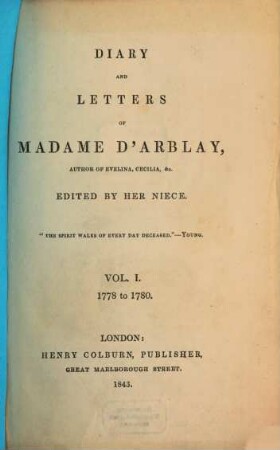 DIARY
AND
LETTERS
OF
MADAME D'ARBLAY,
AUTHOR OF EVELINA, CECILIA, &c.
EDITED BY HER NIECE.
"THE SPIRIT WALKS OF EVERY DAY DECEASED."—YOUNG.
VOL. I.
1778 to 1780.
LONDON:
HENRY COLBURN, PUBLISHER,
GREAT MARLBOROUGH STREET.
1843.